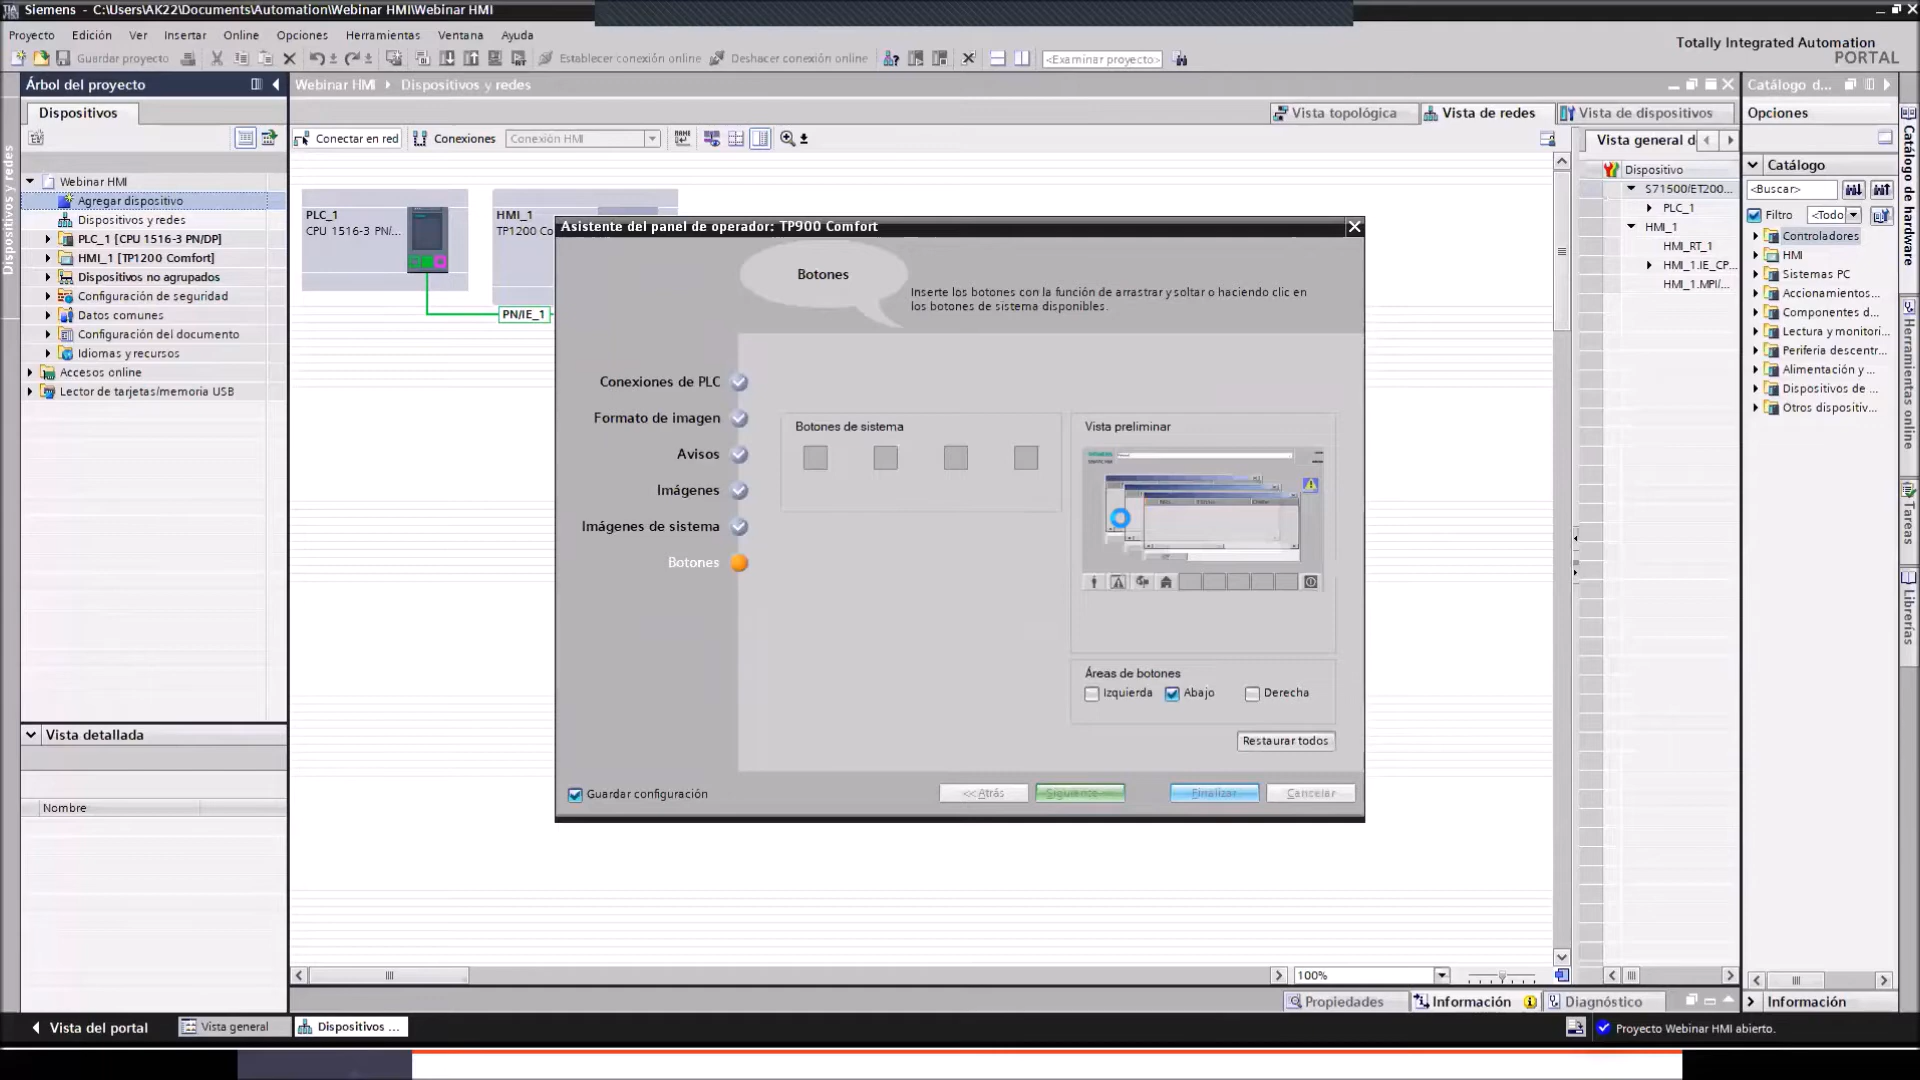 Siemens - C:\Users\AK22\Documents\Automation\Webinar HMI\Webinar HMI
Proyecto Edición Ver Insertar Online Opciones Herramientas Ventana Ayuda
Totally Integrated Automation
PORTAL
Guardar proyecto
Establecer conexión online
Deshacer conexión online
<Examinar proyecto>
Árbol del proyecto
Webinar HMI
Dispositivos y redes
Catálogo d...
Dispositivos
Vista topológica
Vista de redes
Vista de dispositivos
Opciones
Conectar en red
Conexiones
Conexión HMI
Vista general d
Webinar HMI
Agregar dispositivo
Dispositivos y redes
PLC_1 [CPU 1516-3 PN/DP]
HMI_1 [TP1200 Comfort]
Dispositivos no agrupados
Configuración de seguridad
Datos comunes
Configuración del documento
Idiomas y recursos
Accesos online
Lector de tarjetas/memoria USB
PLC_1
CPU 1516-3 PN/...
HMI_1
TP1200 Co
PN/IE_1
Asistente del panel de operador: TP900 Comfort
Botones
Inserte los botones con la función de arrastrar y soltar o haciendo clic en
los botones de sistema disponibles.
Conexiones de PLC
Formato de imagen
Avisos
Imágenes
Imágenes de sistema
Botones
Botones de sistema
Vista preliminar
Áreas de botones
Izquierda
Abajo
Derecha
Restaurar todos
Guardar configuración
<<Atrás
Siguiente
Finalizar
Cancelar
Dispositivo
S71500/ET200...
PLC_1
HMI_1
HMI_RT_1
HMI_1.IE_CP...
HMI_1.MPI/...
Catálogo
<Buscar>
Filtro
<Todo
Controladores
HMI
Sistemas PC
Accionamientos...
Componentes d...
Lectura y monitori...
Periferia descentr...
Alimentación y ...
Dispositivos de ...
Otros dispositiv...
Dispositivos y redes
Catálogo de hardware
Herramientas online
Tareas
Librerías
Vista detallada
Nombre
100%
Propiedades
Información
Diagnóstico
Información
Vista del portal
Vista general
Dispositivos ...
Proyecto Webinar HMI abierto.